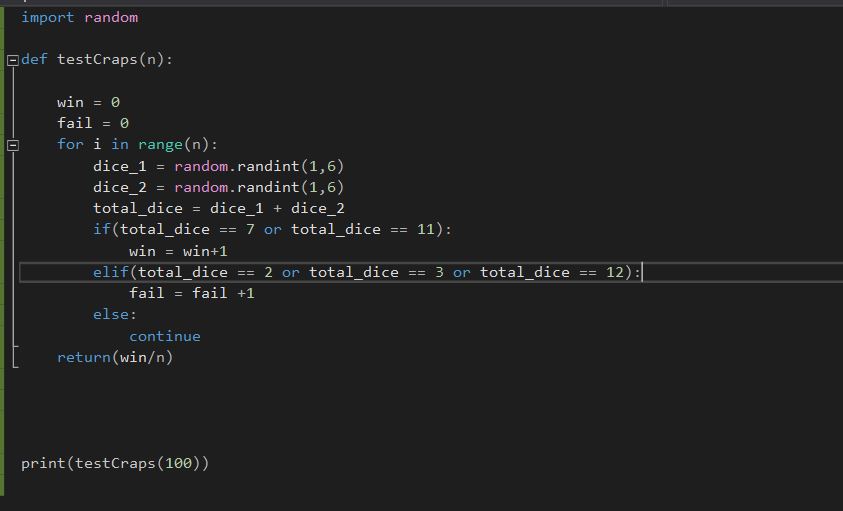 import random
def testCraps(n):
    win = 0
    fail = 0
    for i in range(n):
        dice_1 = random.randint(1,6)
        dice_2 = random.randint(1,6)
        total_dice = dice_1 + dice_2
        if(total_dice == 7 or total_dice == 11):
            win = win+1
        elif(total_dice == 2 or total_dice == 3 or total_dice == 12):
            fail = fail +1
        else:
            continue
    return(win/n)
print(testCraps(100))